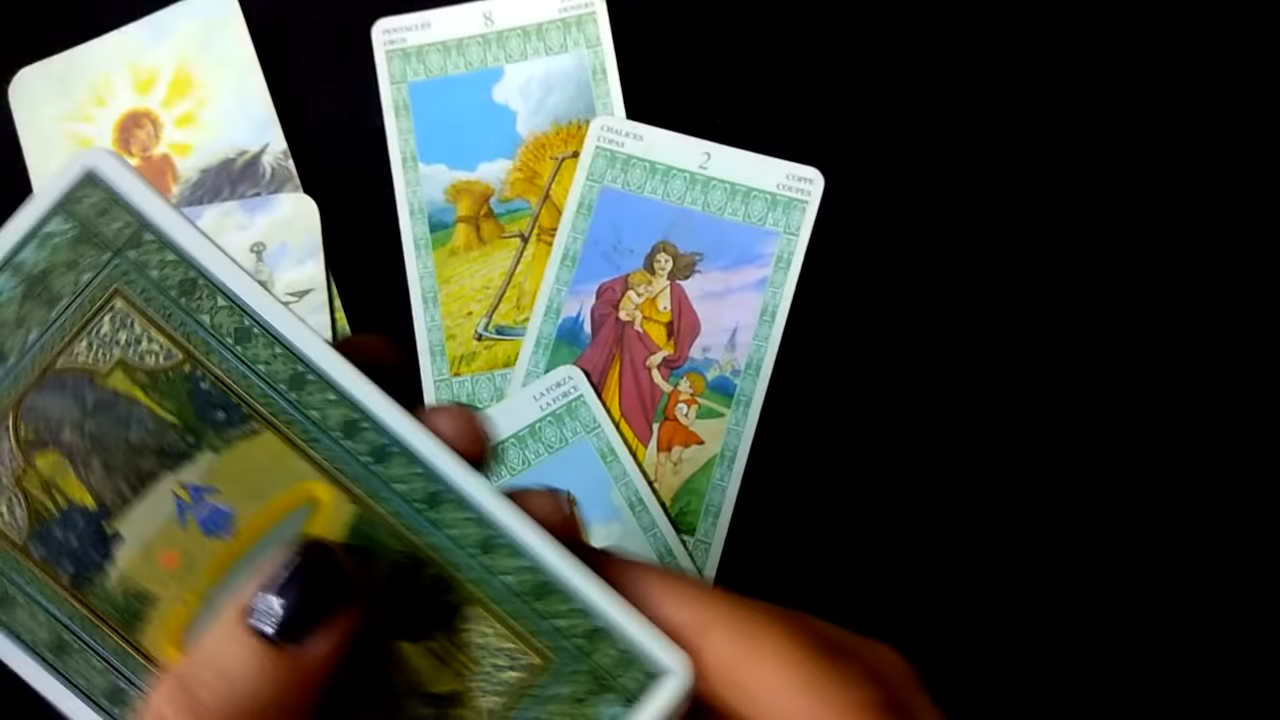 PENTACLES
OROS
8
DENIERS
CHALICES
COPAS
2
COPPE
COUPES
LA FORZA
LA FORCE